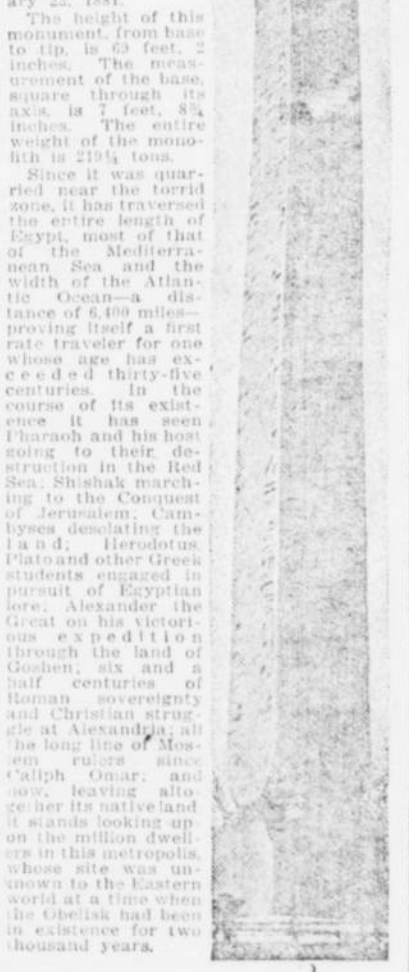 ary 22, 1881.
The height of this
monument, from base
to tip, is 69 feet, 2
inches. The meas-
urement of the base,
square through its
axis, is 7 feet, 8¾
inches. The entire
weight of the mono-
lith is 219¼ tons.
Since it was quar-
ried near the torrid
zone, it has traversed
the entire length of
Egypt, most of that
of the Mediterra-
nean Sea and the
width of the Atlan-
tic Ocean—a dis-
tance of 6,400 miles—
proving itself a first
rate traveler for one
whose age has ex-
ceeded thirty-five
centuries. In the
course of its exist-
ence it has seen
Pharaoh and his host
going to their de-
struction in the Red
Sea; Shishak march-
ing to the Conquest
of Jerusalem; Cam-
byses desolating the
land; Herodotus,
Plato and other Greek
students engaged in
pursuit of Egyptian
lore; Alexander the
Great on his victori-
ous expedition
through the land of
Goshen; six and a
half centuries of
Roman sovereignty
and Christian strug-
gle at Alexandria; all
the long line of Mos-
lem rulers since
Caliph Omar; and
now, leaving alto-
gether its native land
it stands looking up-
on the million dwell-
ers in this metropolis,
whose site was un-
known to the Eastern
world at a time when
the Obelisk had been
in existence for two
thousand years.